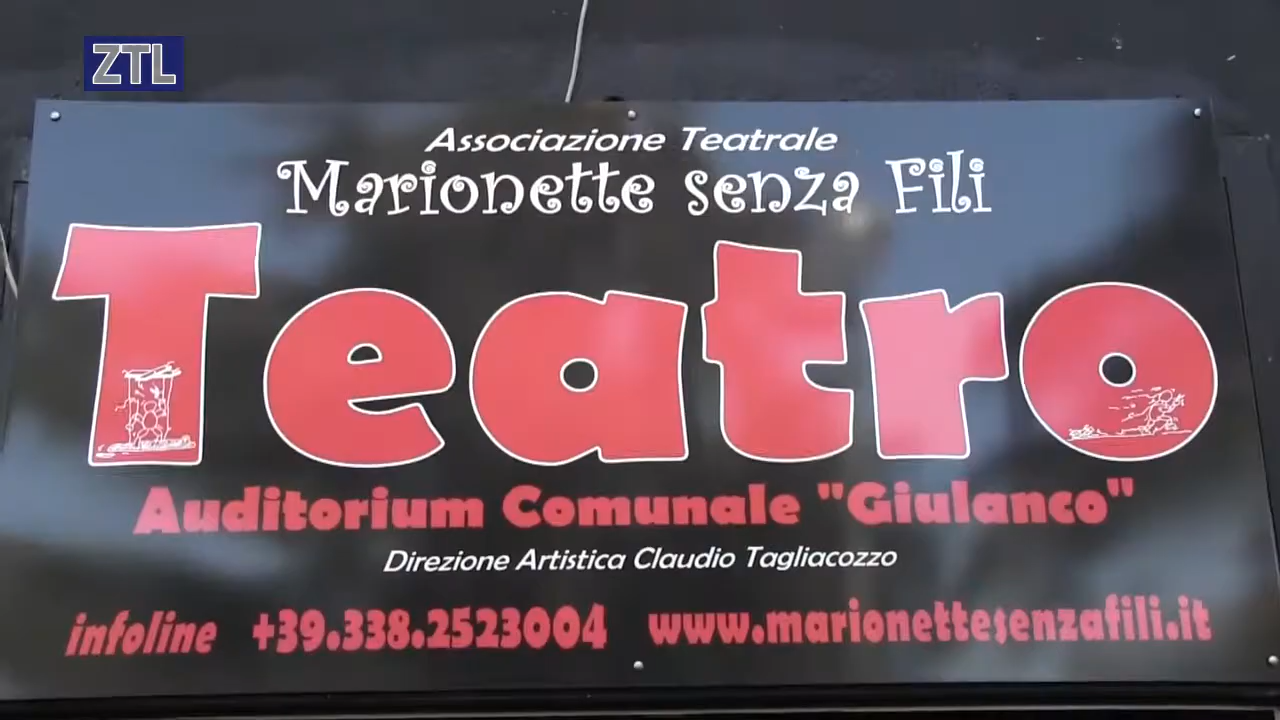 ZTL
Associazione Teatrale
Marionette senza Fili
Teatro
Auditorium Comunale "Giulanco"
Direzione Artistica Claudio Tagliacozzo
infoline +39.338.2523004 www.marionettesenzafili.it